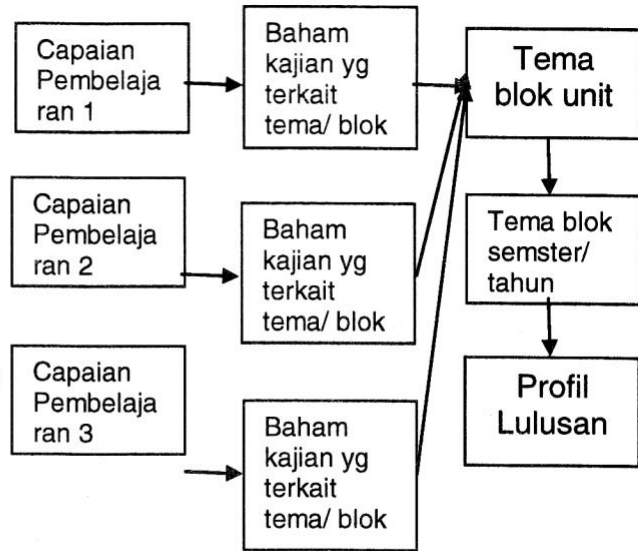 Capaian
Pembelaja
ran 1
Baham
kajian yg
terkait
tema/ blok
Tema
blok unit
Capaian
Pembelaja
ran 2
Baham
kajian yg
terkait
tema/ blok
Tema blok
semster/
tahun
Capaian
Pembelaja
ran 3
Baham
kajian yg
terkait
tema/ blok
Profil
Lulusan